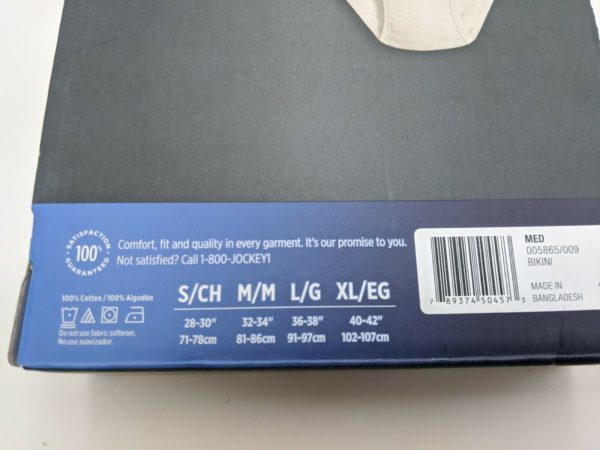 SATISFACTION
100%
GUARANTEED
Comfort, fit and quality in every garment. It's our promise to you.
Not satisfied? Call 1-800-JOCKEY1
100% Cotton / 100% Algodón
Do not use fabric softener.
No use suavizador.
S/CH M/M L/G XL/EG
28-30" 32-34" 36-38" 40-42"
71-78cm 81-86cm 91-97cm 102-107cm
MED
005865/009
BIKINI
MADE IN
BANGLADESH
7 89374 50457 3